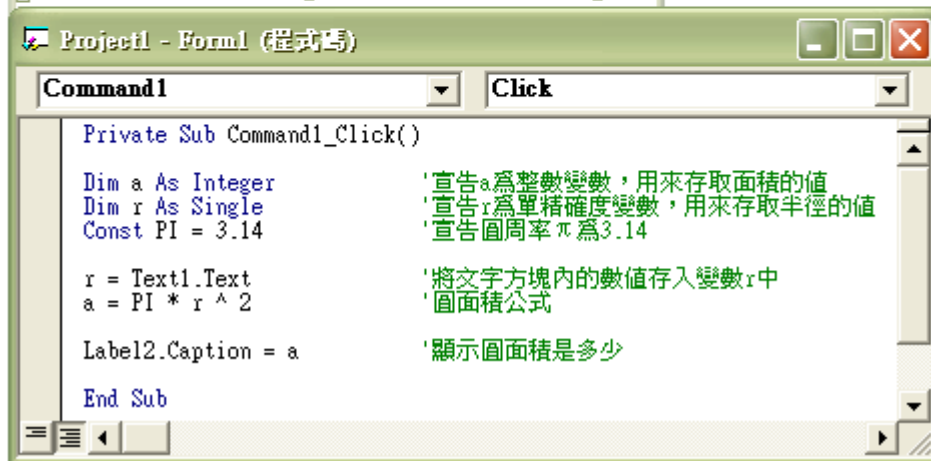 Project1 - Form1 (程式碼)
Command1 Click
Private Sub Command1_Click()
Dim a As Integer '宣告a為整數變數，用來存取面積的值
Dim r As Single '宣告r為單精確度變數，用來存取半徑的值
Const PI = 3.14 '宣告圓周率π為3.14
r = Text1.Text '將文字方塊內的數值存入變數r中
a = PI * r ^ 2 '圓面積公式
Label2.Caption = a '顯示圓面積是多少
End Sub